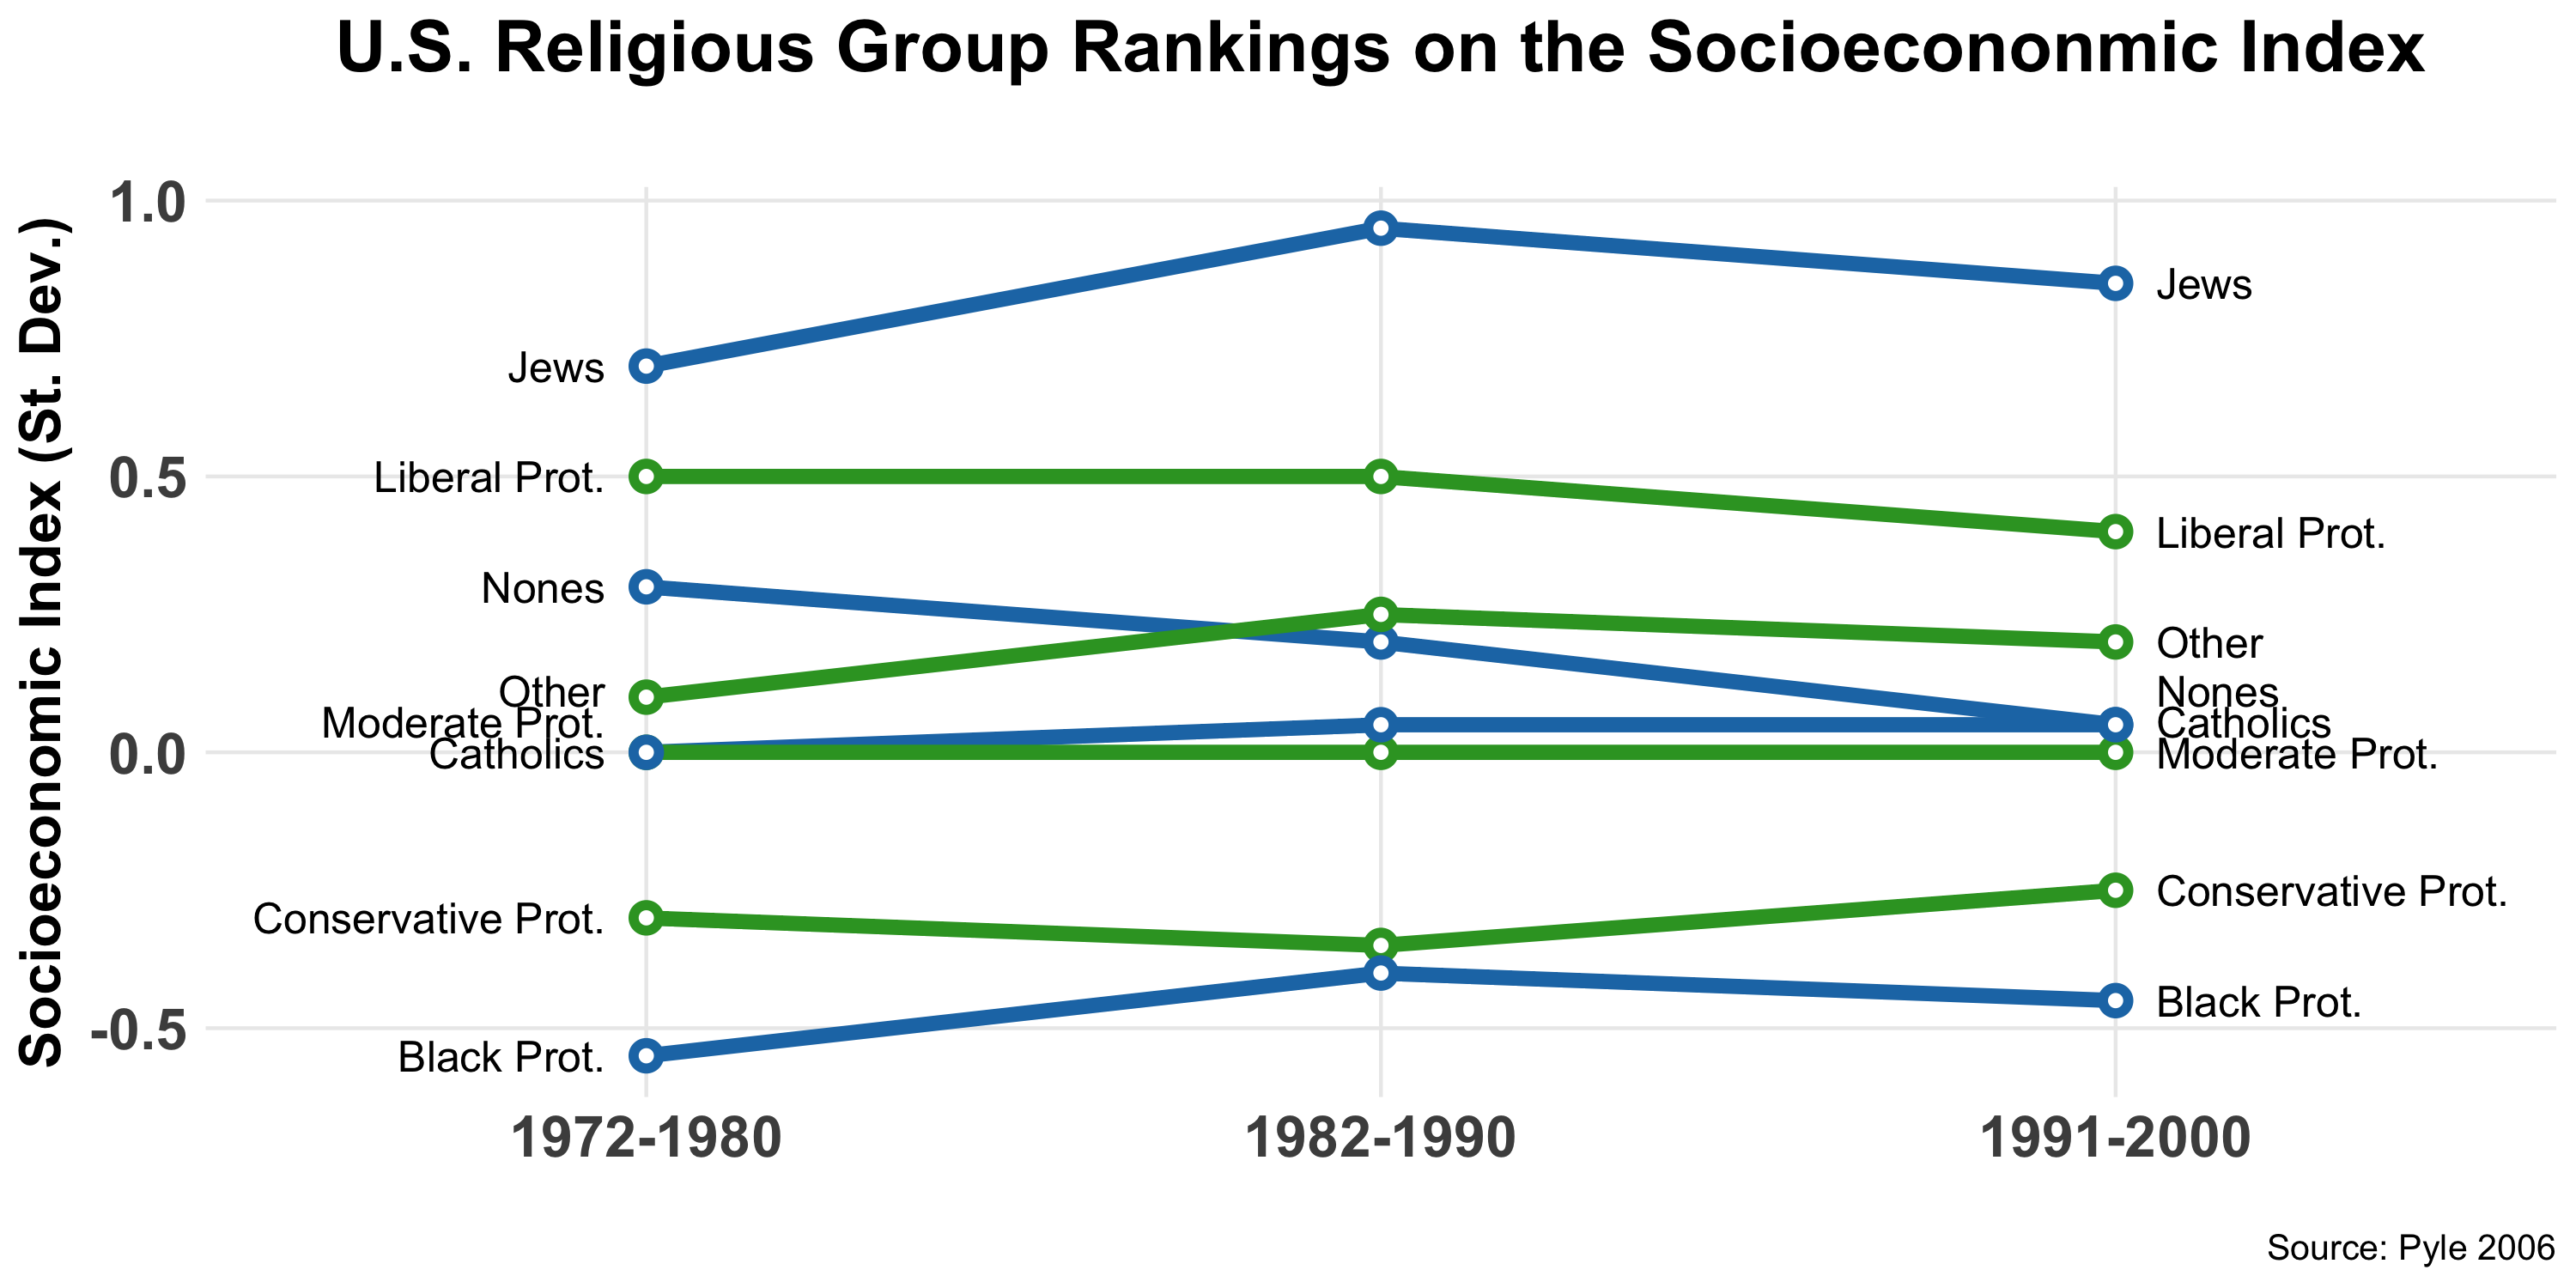 U.S. Religious Group Rankings on the Socioecononmic Index
Socioeconomic Index (St. Dev.)
1.0
0.5
0.0
-0.5
Jews
Liberal Prot.
Nones
Other
Moderate Prot.
Catholics
Conservative Prot.
Black Prot.
Jews
Liberal Prot.
Other
Nones
Catholics
Moderate Prot.
Conservative Prot.
Black Prot.
1972-1980
1982-1990
1991-2000
Source: Pyle 2006